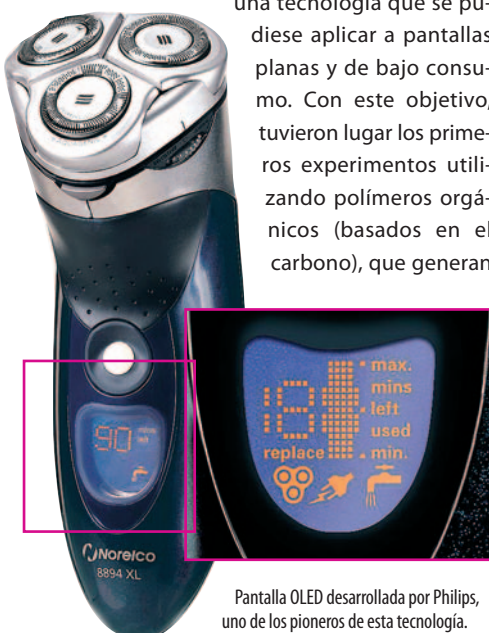 una tecnología que se pu-
diese aplicar a pantallas
planas y de bajo consu-
mo. Con este objetivo,
tuvieron lugar los prime-
ros experimentos utili-
zando polímeros orgá-
nicos (basados en el
carbono), que generan
90
Norelco
8894 XL
18
max.
mins
left
used
replace
min.
Pantalla OLED desarrollada por Philips,
uno de los pioneros de esta tecnología.